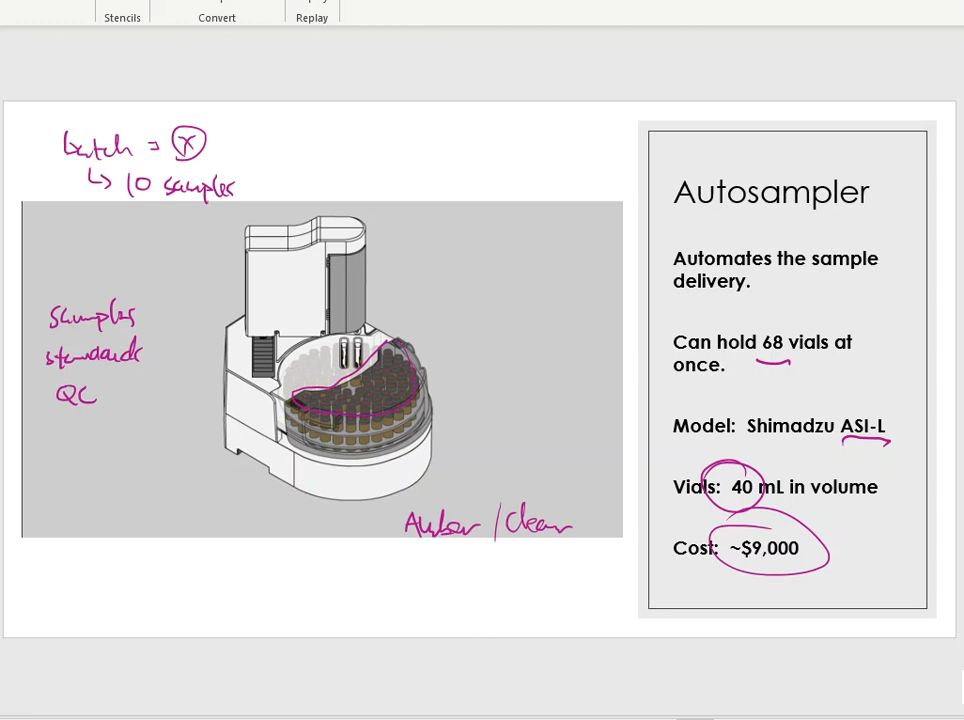 Stencils
Convert
Replay
batch = x
↳ 10 samples
samples
standards
QC
Amber / Clear
Autosampler
Automates the sample
delivery.
Can hold 68 vials at
once.
Model: Shimadzu ASI-L
Vials: 40 mL in volume
Cost: ~$9,000